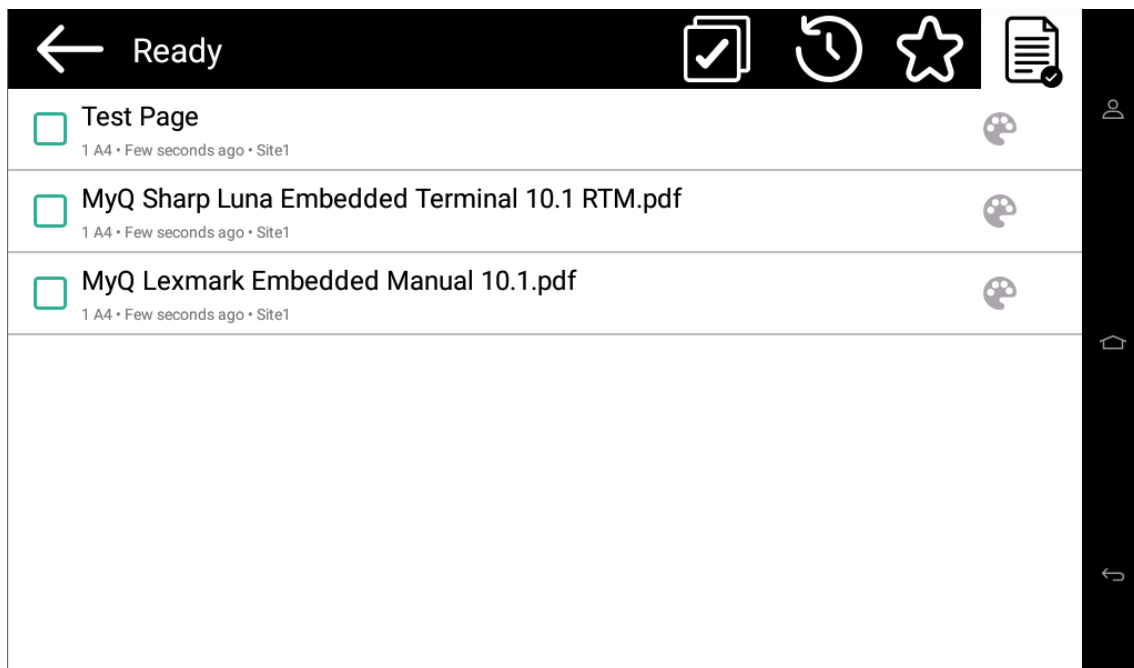 Ready
Test Page
1 A4 • Few seconds ago • Site1
MyQ Sharp Luna Embedded Terminal 10.1 RTM.pdf
1 A4 • Few seconds ago • Site1
MyQ Lexmark Embedded Manual 10.1.pdf
1 A4 • Few seconds ago • Site1